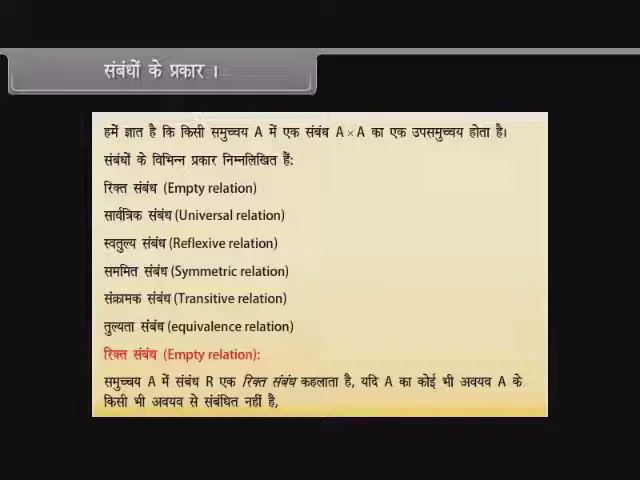 संबंधों के प्रकार ।
हमें ज्ञात है कि किसी समुच्चय A में एक संबंध A × A का एक उपसमुच्चय होता है।
संबंधों के विभिन्न प्रकार निम्नलिखित हैं:
रिक्त संबंध (Empty relation)
सार्वत्रिक संबंध (Universal relation)
स्वतुल्य संबंध (Reflexive relation)
सममित संबंध (Symmetric relation)
संक्रामक संबंध (Transitive relation)
तुल्यता संबंध (equivalence relation)
रिक्त संबंध (Empty relation):
समुच्चय A में संबंध R एक रिक्त संबंध कहलाता है, यदि A का कोई भी अवयव A के
किसी भी अवयव से संबंधित नहीं है,